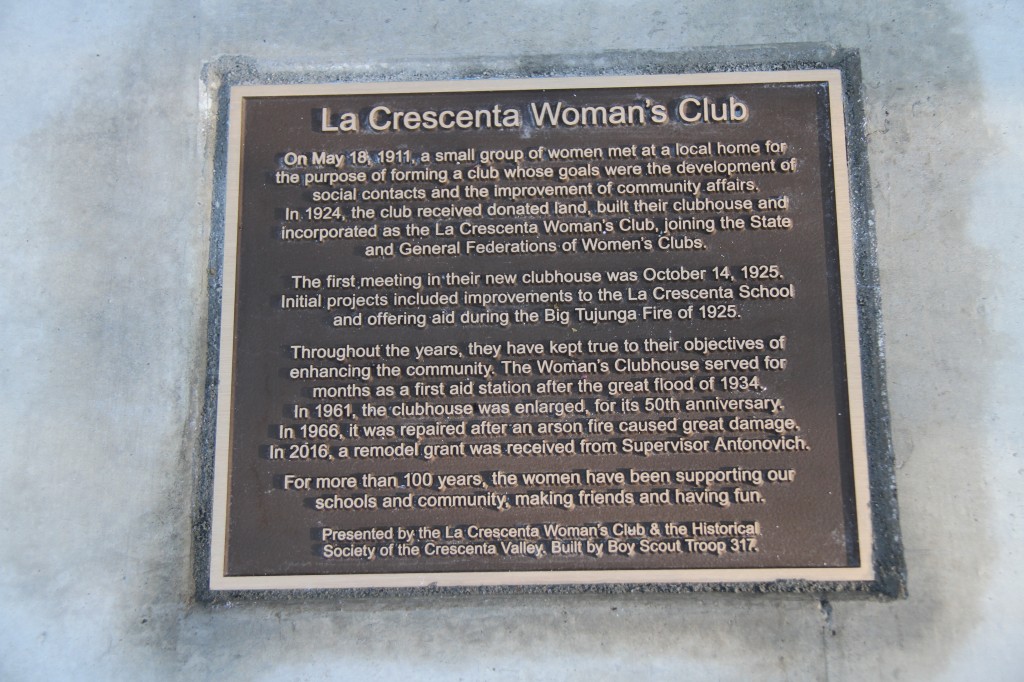 La Crescenta Woman's Club
On May 18, 1911, a small group of women met at a local home for
the purpose of forming a club whose goals were the development of
social contacts and the improvement of community affairs.
In 1924, the club received donated land, built their clubhouse and
incorporated as the La Crescenta Woman's Club, joining the State
and General Federations of Women's Clubs.
The first meeting in their new clubhouse was October 14, 1925.
Initial projects included improvements to the La Crescenta School
and offering aid during the Big Tujunga Fire of 1925.
Throughout the years, they have kept true to their objectives of
enhancing the community. The Woman's Clubhouse served for
months as a first aid station after the great flood of 1934.
In 1961, the clubhouse was enlarged, for its 50th anniversary.
In 1966, it was repaired after an arson fire caused great damage.
In 2016, a remodel grant was received from Supervisor Antonovich.
For more than 100 years, the women have been supporting our
schools and community, making friends and having fun.
Presented by the La Crescenta Woman's Club & the Historical
Society of the Crescenta Valley. Built by Boy Scout Troop 317.